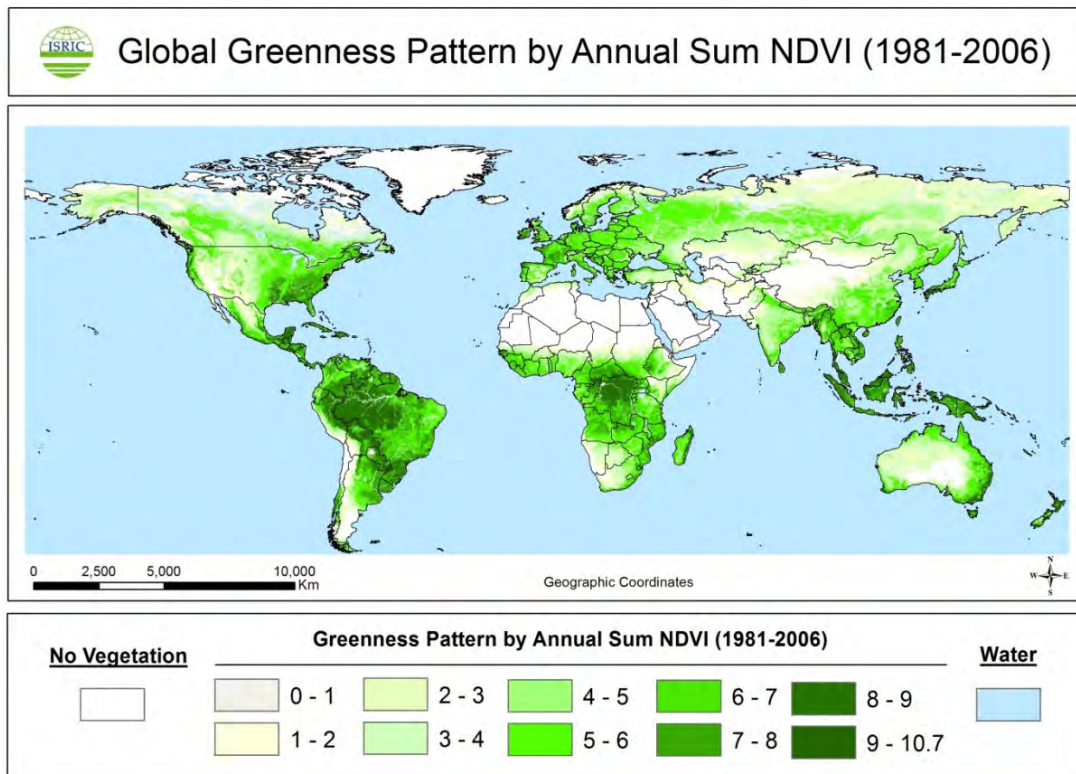 ISRIC
Global Greenness Pattern by Annual Sum NDVI (1981-2006)
0 2,500 5,000 10,000
Km
Geographic Coordinates
N
W E
S
No Vegetation
Greenness Pattern by Annual Sum NDVI (1981-2006)
Water
0 - 1 2 - 3 4 - 5 6 - 7 8 - 9
1 - 2 3 - 4 5 - 6 7 - 8 9 - 10.7